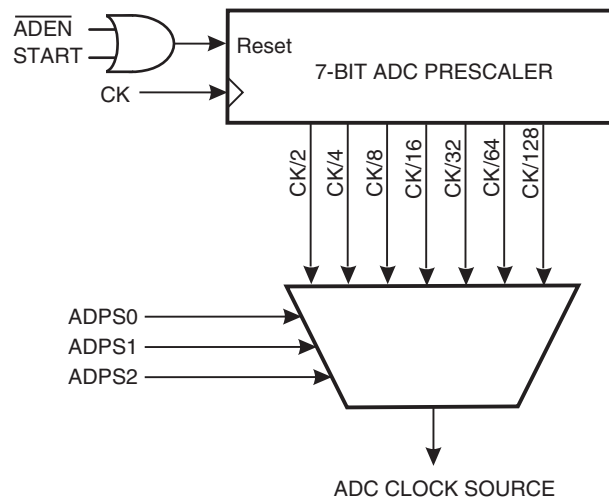 ADEN
START
Reset
7-BIT ADC PRESCALER
CK
CK/2
CK/4
CK/8
CK/16
CK/32
CK/64
CK/128
ADPS0
ADPS1
ADPS2
ADC CLOCK SOURCE